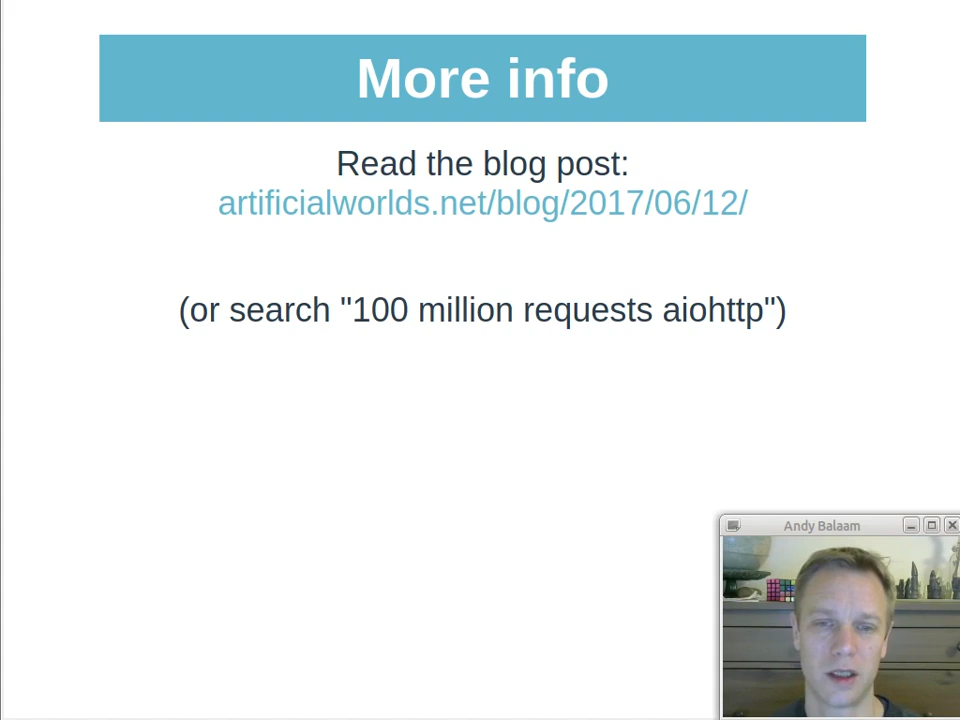 More info
Read the blog post:
artificialworlds.net/blog/2017/06/12/
(or search "100 million requests aiohttp")
Andy Balaam